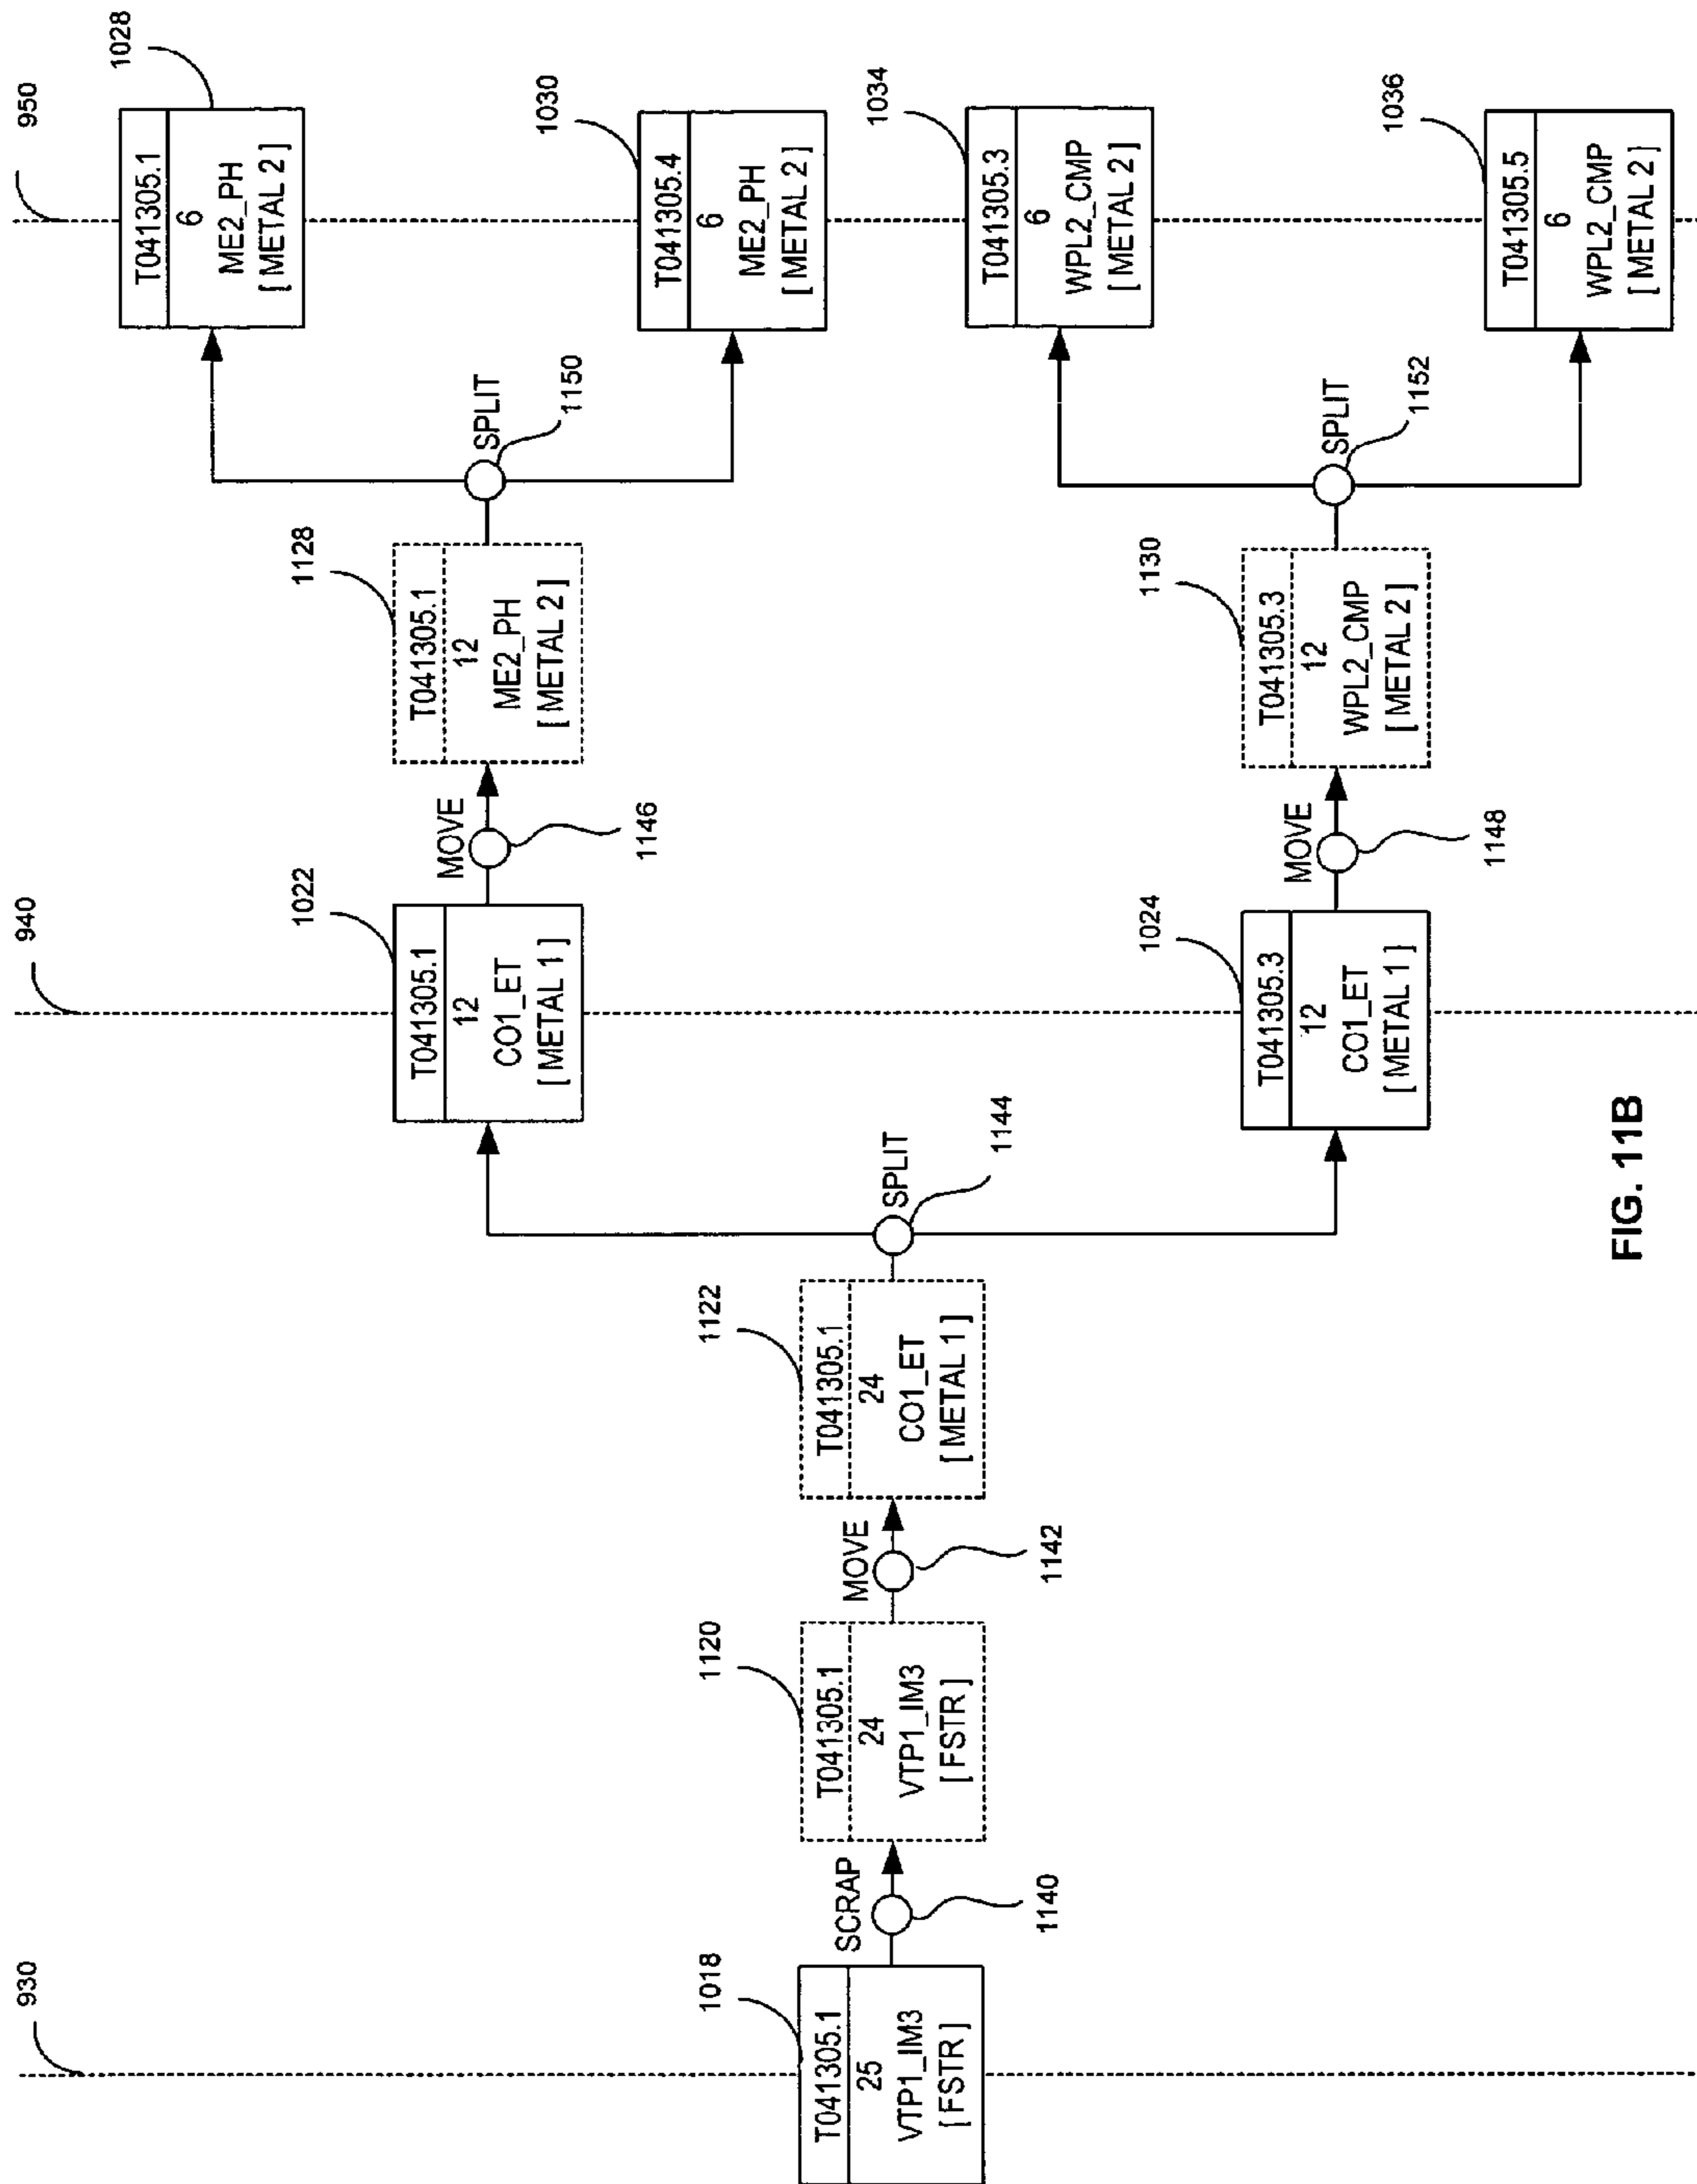 930
1018
T041305.1
25
VTP1_IM3
[ FSTR ]
SCRAP
1140
1120
T041305.1
24
VTP1_IM3
[ FSTR ]
MOVE
1142
1122
T041305.1
24
CO1_ET
[ METAL 1 ]
SPLIT
1144
940
1022
T041305.1
12
CO1_ET
[ METAL 1 ]
MOVE
1146
1128
T041305.1
12
ME2_PH
[ METAL 2 ]
SPLIT
1150
950
1028
T041305.1
6
ME2_PH
[ METAL 2 ]
1030
T041305.4
6
ME2_PH
[ METAL 2 ]
1024
T041305.3
12
CO1_ET
[ METAL 1 ]
MOVE
1148
1130
T041305.3
12
WPL2_CMP
[ METAL 2 ]
SPLIT
1152
1034
T041305.3
6
WPL2_CMP
[ METAL 2 ]
1036
T041305.5
6
WPL2_CMP
[ METAL 2 ]
FIG. 11B